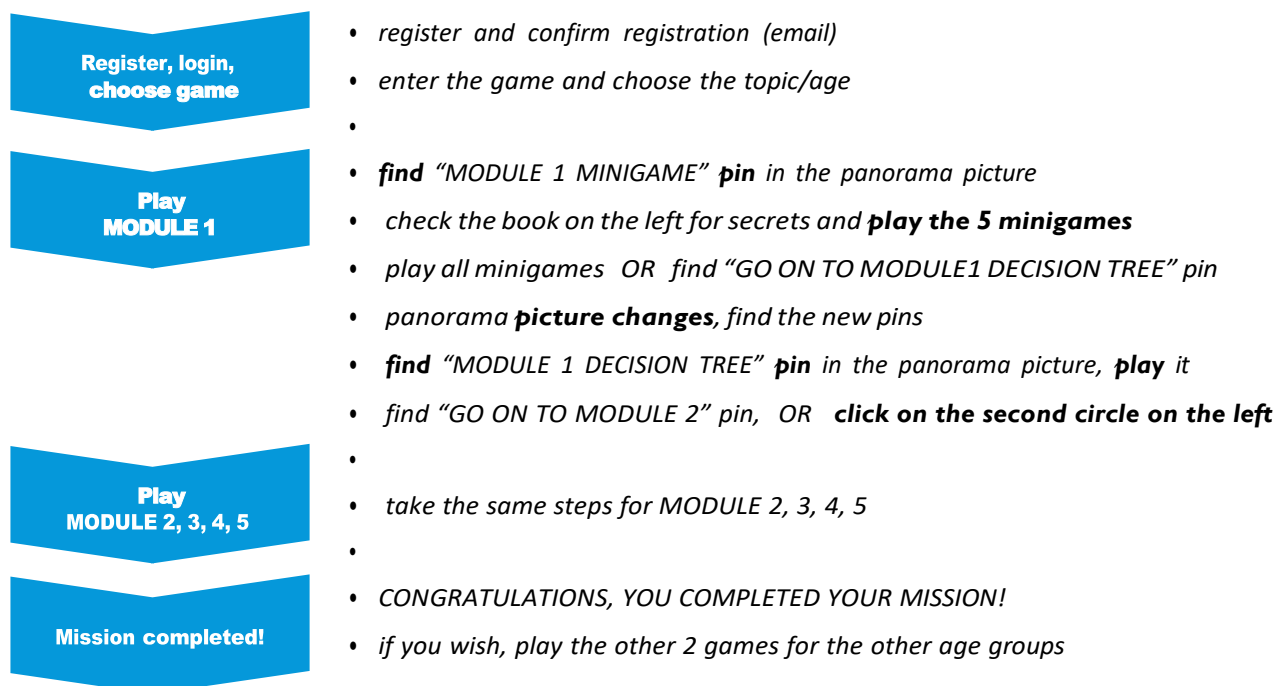 Register, login,
choose game
• register and confirm registration (email)
• enter the game and choose the topic/age
•
Play
MODULE 1
• find “MODULE 1 MINIGAME” pin in the panorama picture
• check the book on the left for secrets and play the 5 minigames
• play all minigames OR find “GO ON TO MODULE1 DECISION TREE” pin
• panorama picture changes, find the new pins
• find “MODULE 1 DECISION TREE” pin in the panorama picture, play it
• find “GO ON TO MODULE 2” pin, OR click on the second circle on the left
•
Play
MODULE 2, 3, 4, 5
• take the same steps for MODULE 2, 3, 4, 5
•
Mission completed!
• CONGRATULATIONS, YOU COMPLETED YOUR MISSION!
• if you wish, play the other 2 games for the other age groups